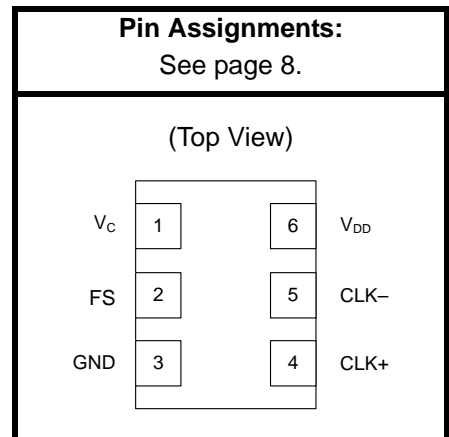 Pin Assignments:
See page 8.
(Top View)
VC 1 6 VDD
FS 2 5 CLK–
GND 3 4 CLK+